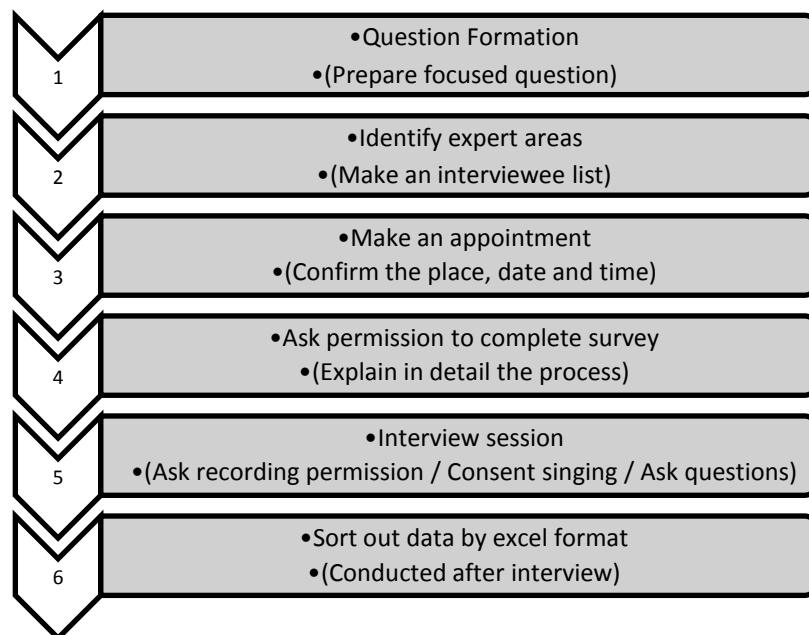 1
•Question Formation
•(Prepare focused question)
2
•Identify expert areas
•(Make an interviewee list)
3
•Make an appointment
•(Confirm the place, date and time)
4
•Ask permission to complete survey
•(Explain in detail the process)
5
•Interview session
•(Ask recording permission / Consent singing / Ask questions)
6
•Sort out data by excel format
•(Conducted after interview)